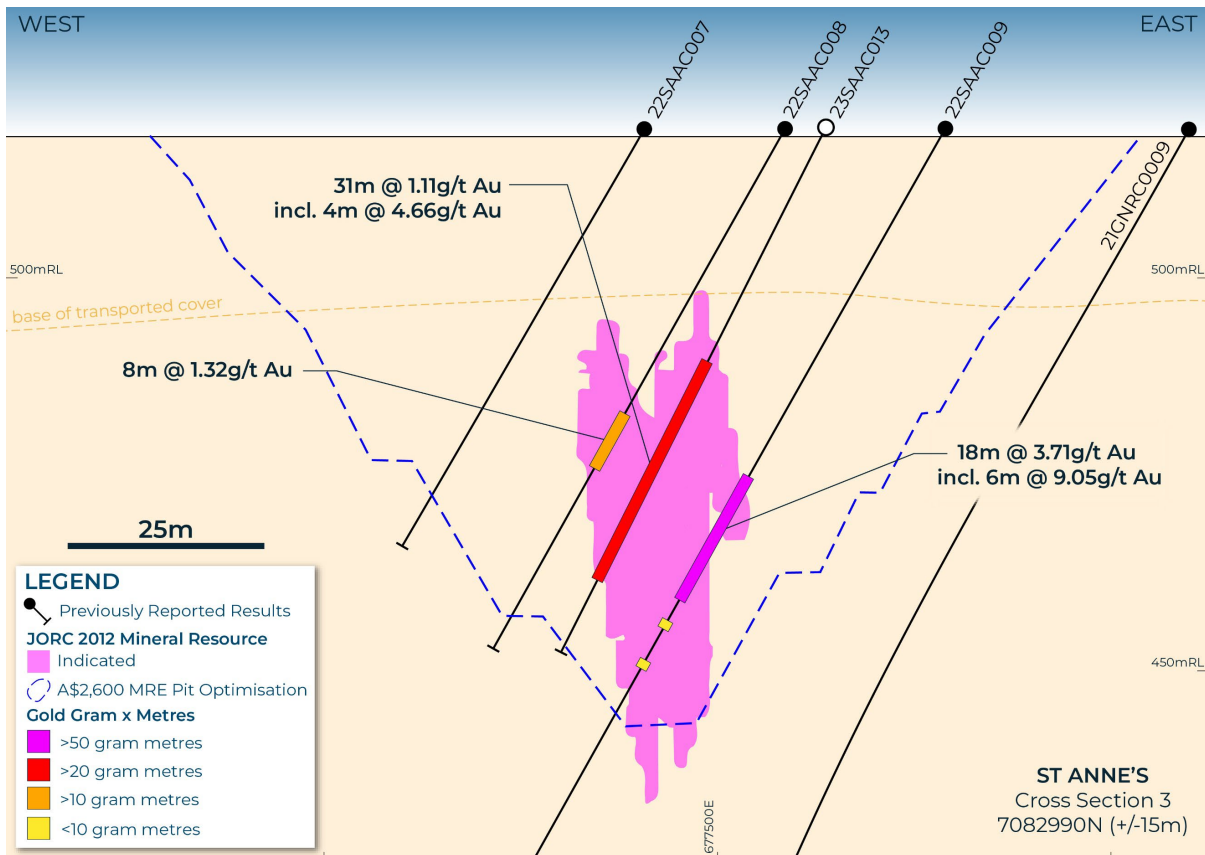 WEST
EAST
22SAAC007
22SAAC008
23SAAC013
22SAAC009
21GNRC0009
31m @ 1.11g/t Au
incl. 4m @ 4.66g/t Au
500mRL
500mRL
base of transported cover
8m @ 1.32g/t Au
18m @ 3.71g/t Au
incl. 6m @ 9.05g/t Au
25m
LEGEND
Previously Reported Results
JORC 2012 Mineral Resource
Indicated
A$2,600 MRE Pit Optimisation
Gold Gram x Metres
>50 gram metres
>20 gram metres
>10 gram metres
<10 gram metres
450mRL
677500E
ST ANNE'S
Cross Section 3
7082990N (+/-15m)